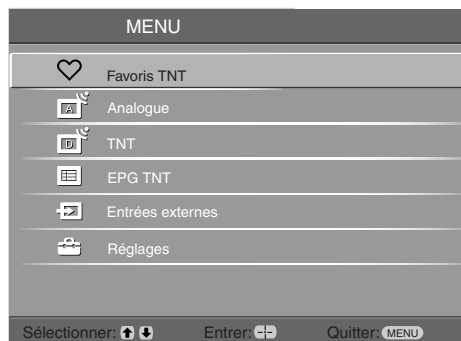 MENU
Favoris TNT
A Analogue
D TNT
EPG TNT
Entrées externes
Réglages
Sélectionner: Entrer: Quitter: MENU